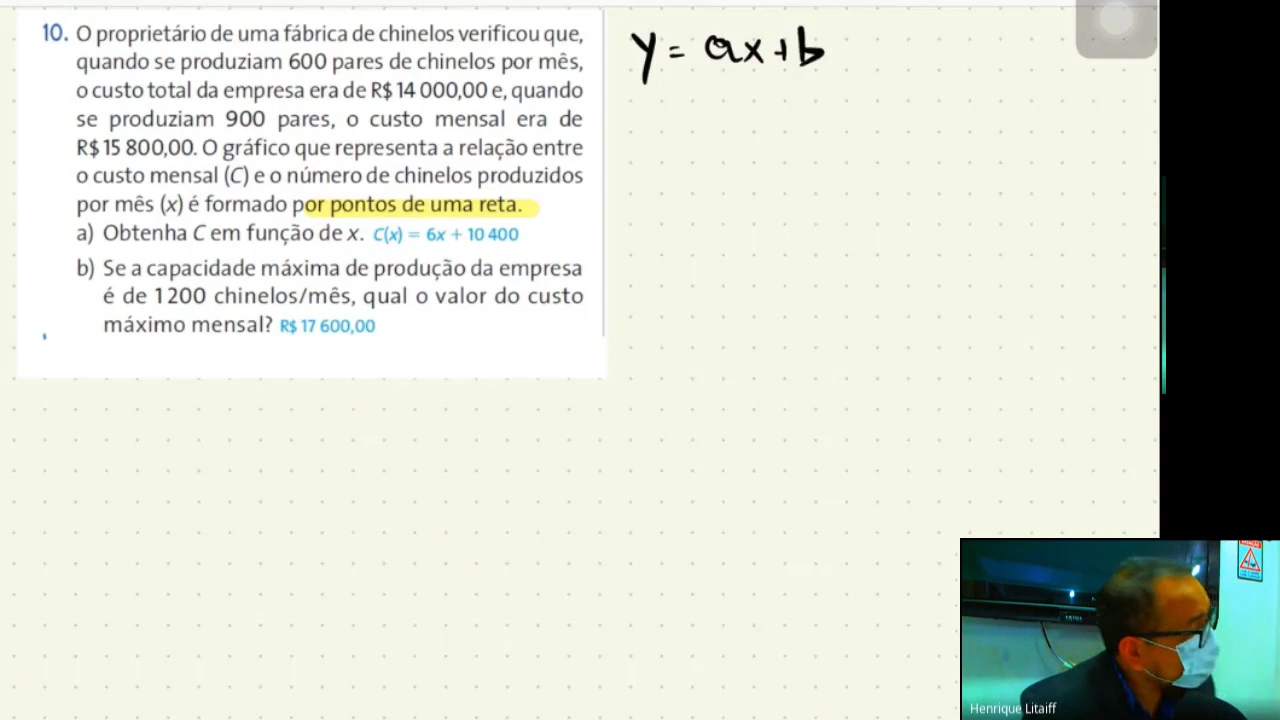 10. O proprietário de uma fábrica de chinelos verificou que,
quando se produziam 600 pares de chinelos por mês,
o custo total da empresa era de R$ 14 000,00 e, quando
se produziam 900 pares, o custo mensal era de
R$ 15 800,00. O gráfico que representa a relação entre
o custo mensal (C) e o número de chinelos produzidos
por mês (x) é formado por pontos de uma reta.
a) Obtenha C em função de x. C(x) = 6x + 10 400
b) Se a capacidade máxima de produção da empresa
é de 1 200 chinelos/mês, qual o valor do custo
máximo mensal? R$ 17 600,00
y = ax + b
Henrique Litaiff